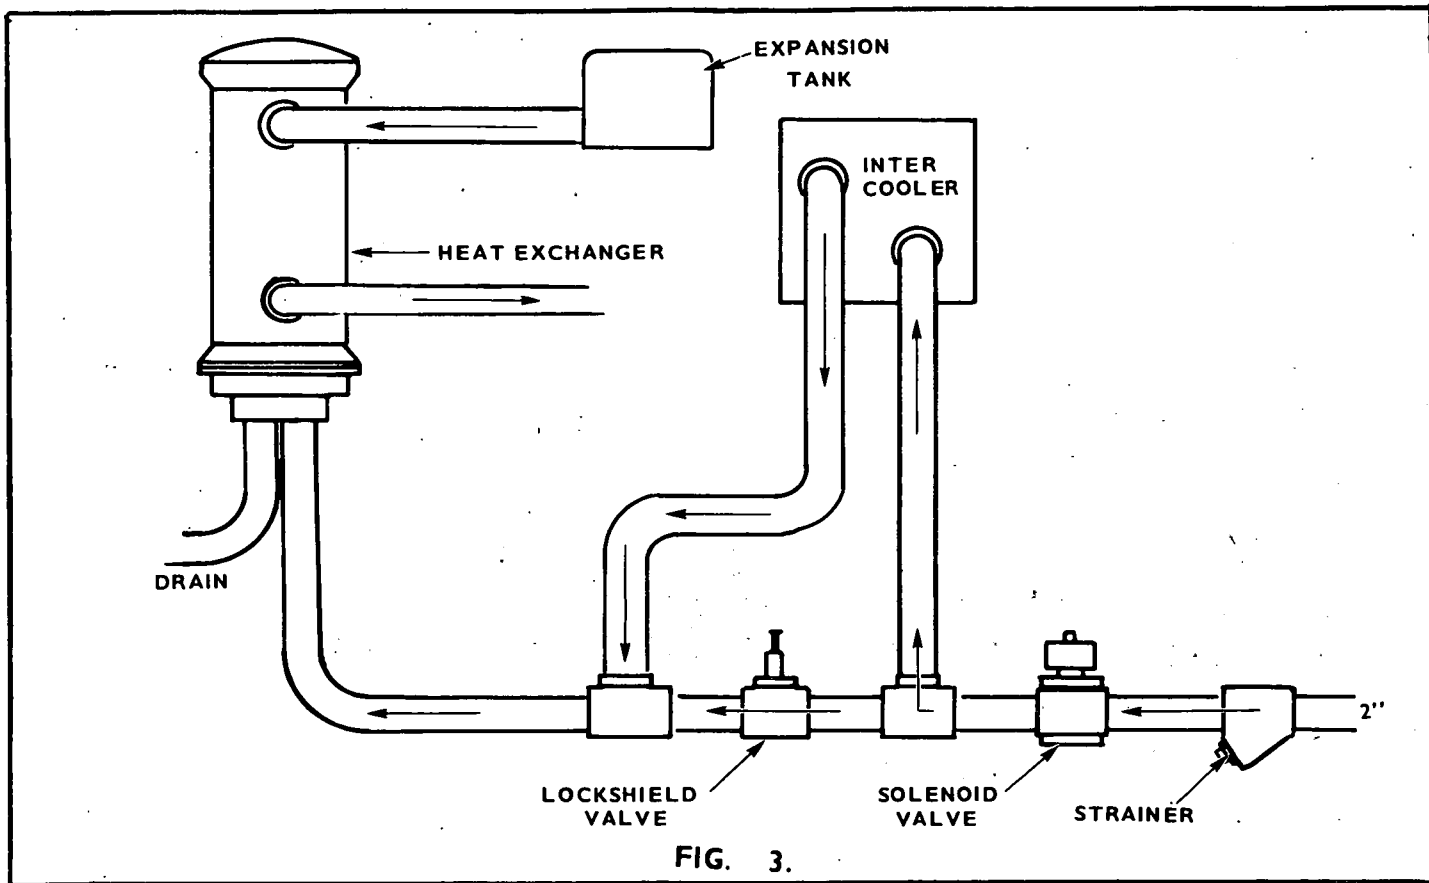 EXPANSION
TANK
INTER
COOLER
HEAT EXCHANGER
DRAIN
2"
LOCKSHIELD
VALVE
SOLENOID
VALVE
STRAINER
FIG. 3.